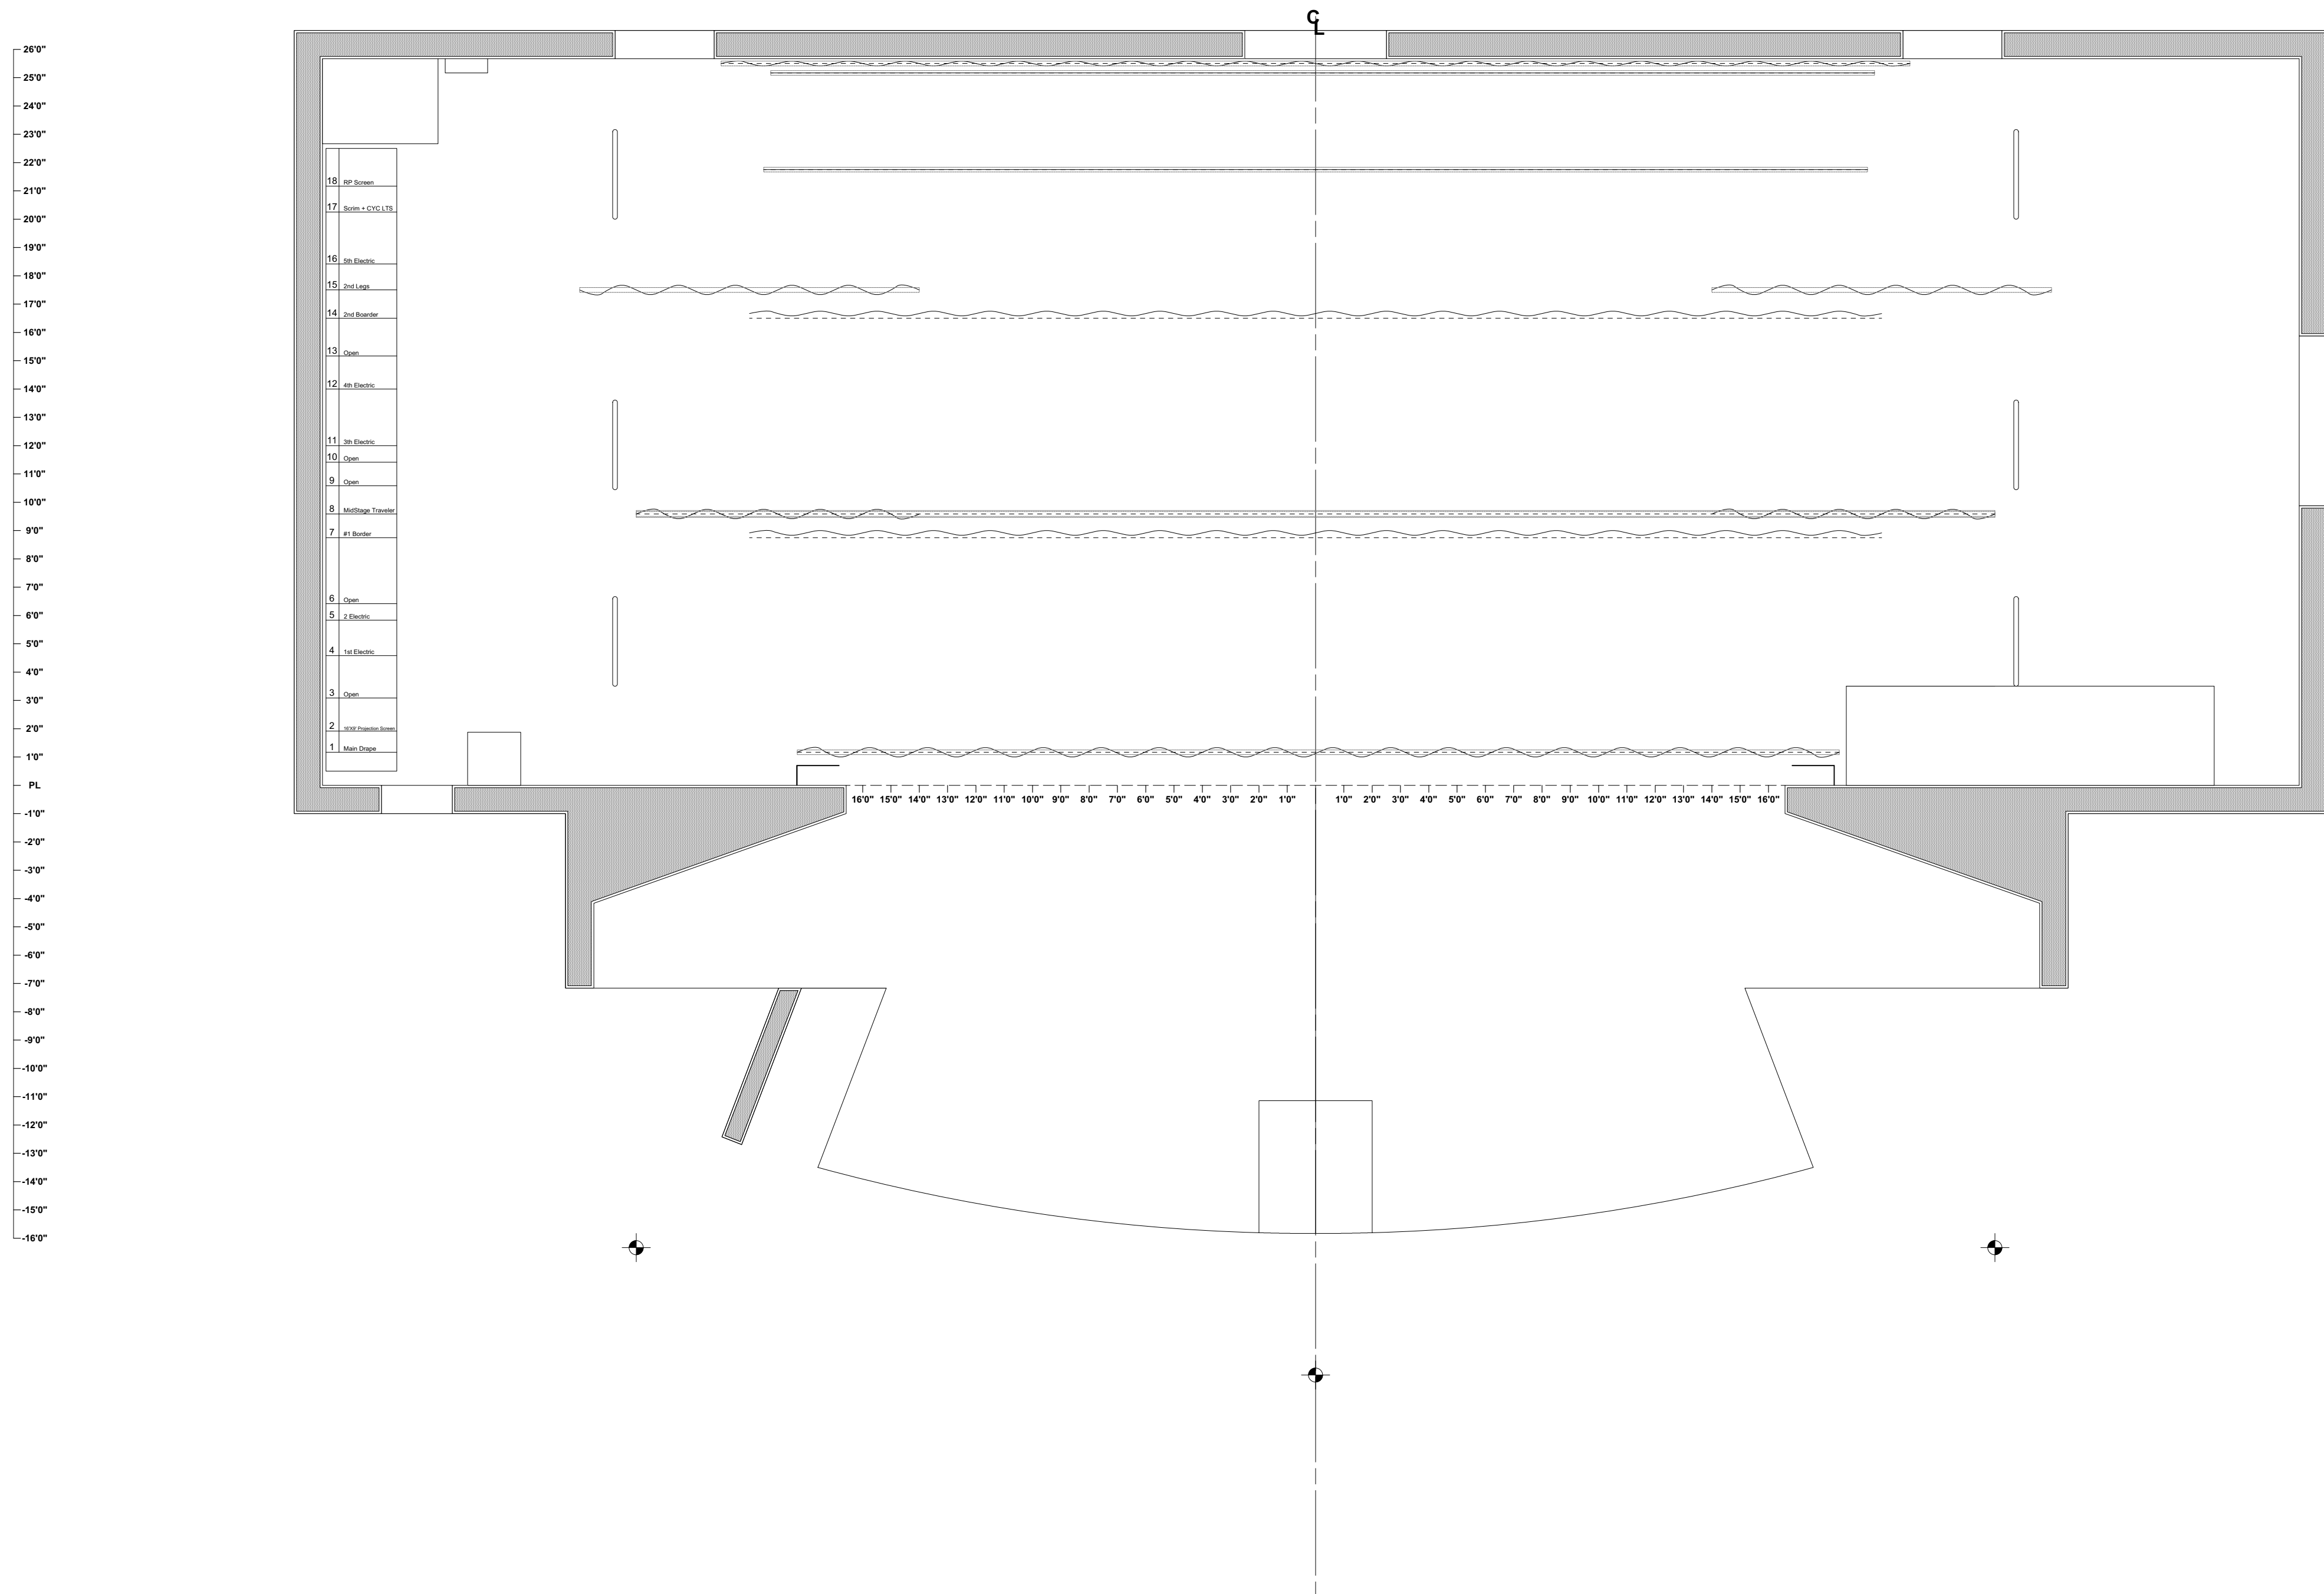 CL
26'0"
25'0"
24'0"
23'0"
22'0"
21'0"
20'0"
19'0"
18'0"
17'0"
16'0"
15'0"
14'0"
13'0"
12'0"
11'0"
10'0"
9'0"
8'0"
7'0"
6'0"
5'0"
4'0"
3'0"
2'0"
1'0"
PL
-1'0"
-2'0"
-3'0"
-4'0"
-5'0"
-6'0"
-7'0"
-8'0"
-9'0"
-10'0"
-11'0"
-12'0"
-13'0"
-14'0"
-15'0"
-16'0"
18 RP Screen
17 Scrim + CYC LTS
16 5th Electric
15 2nd Legs
14 2nd Boarder
13 Open
12 4th Electric
11 3th Electric
10 Open
9 Open
8 MidStage Traveler
7 #1 Border
6 Open
5 2 Electric
4 1st Electric
3 Open
2 Projection Screen
1 Main Drape
16'0" 15'0" 14'0" 13'0" 12'0" 11'0" 10'0" 9'0" 8'0" 7'0" 6'0" 5'0" 4'0" 3'0" 2'0" 1'0" 1'0" 2'0" 3'0" 4'0" 5'0" 6'0" 7'0" 8'0" 9'0" 10'0" 11'0" 12'0" 13'0" 14'0" 15'0" 16'0"